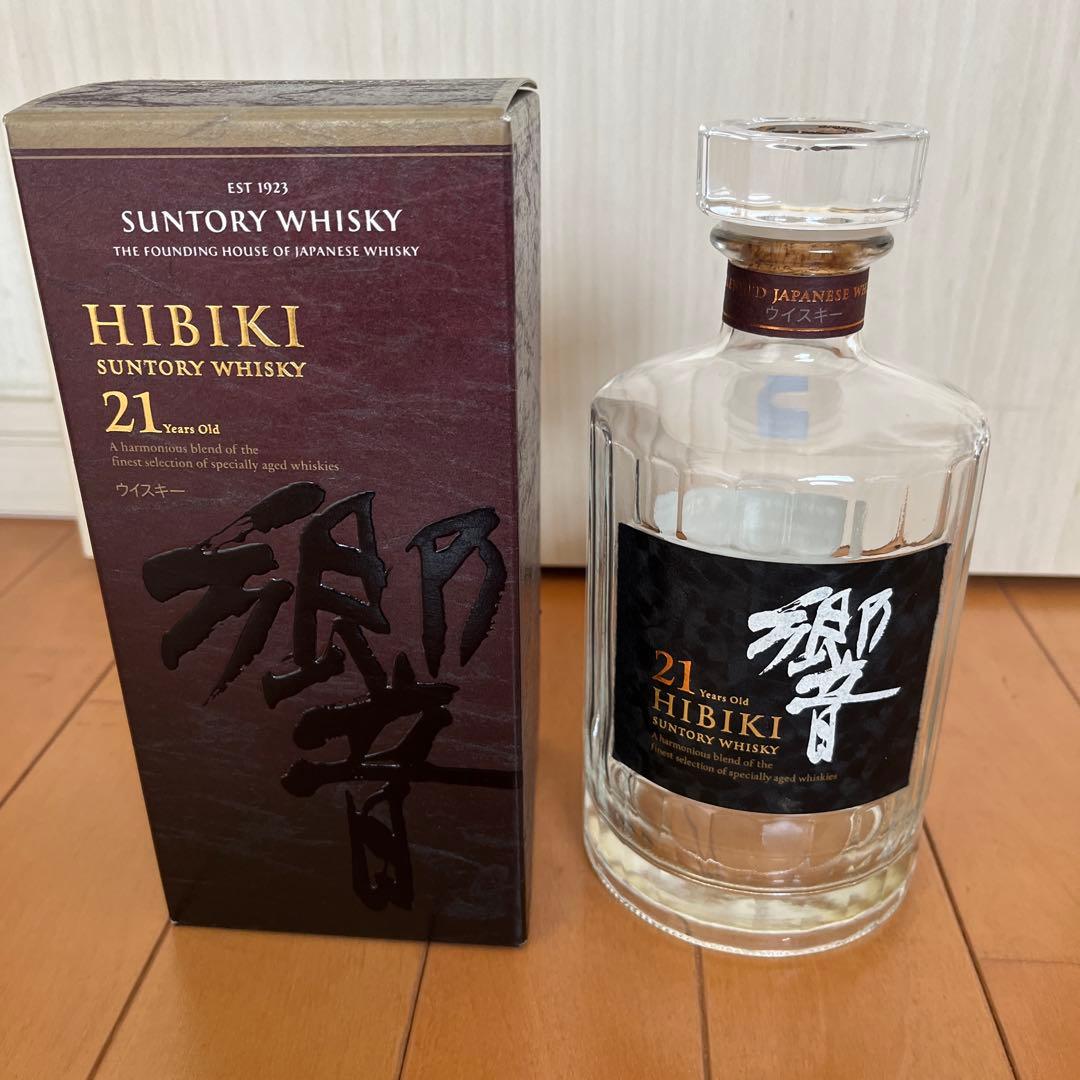 EST 1923
SUNTORY WHISKY
THE FOUNDING HOUSE OF JAPANESE WHISKY
HIBIKI
SUNTORY WHISKY
21 Years Old
A harmonious blend of the
finest selection of specially aged whiskies
ウイスキー
響
JAPANESE
ウイスキー
響
21 Years Old
HIBIKI
SUNTORY WHISKY
A harmonious blend of the
finest selection of specially aged whiskies